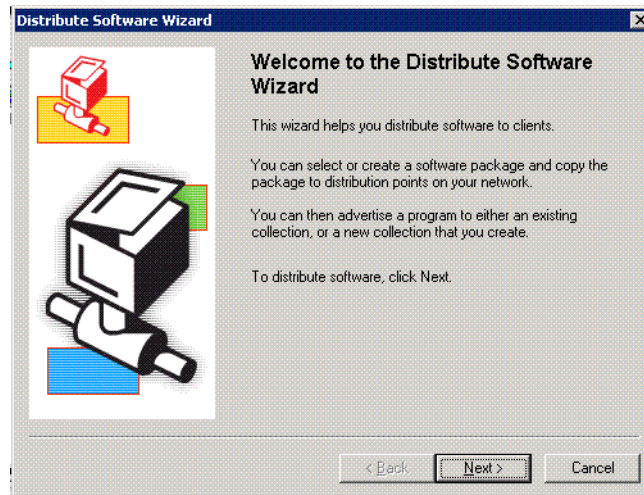 Distribute Software Wizard
Welcome to the Distribute Software
Wizard
This wizard helps you distribute software to clients.
You can select or create a software package and copy the
package to distribution points on your network.
You can then advertise a program to either an existing
collection, or a new collection that you create.
To distribute software, click Next.
< Back
Next >
Cancel